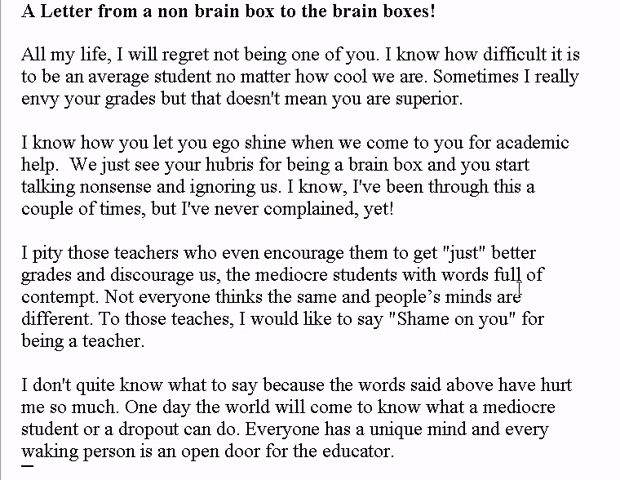 A Letter from a non brain box to the brain boxes!
All my life, I will regret not being one of you. I know how difficult it is
to be an average student no matter how cool we are. Sometimes I really
envy your grades but that doesn't mean you are superior.
I know how you let you ego shine when we come to you for academic
help.  We just see your hubris for being a brain box and you start
talking nonsense and ignoring us. I know, I've been through this a
couple of times, but I've never complained, yet!
I pity those teachers who even encourage them to get "just" better
grades and discourage us, the mediocre students with words full of
contempt. Not everyone thinks the same and people’s minds are
different. To those teaches, I would like to say "Shame on you" for
being a teacher.
I don't quite know what to say because the words said above have hurt
me so much. One day the world will come to know what a mediocre
student or a dropout can do. Everyone has a unique mind and every
waking person is an open door for the educator.